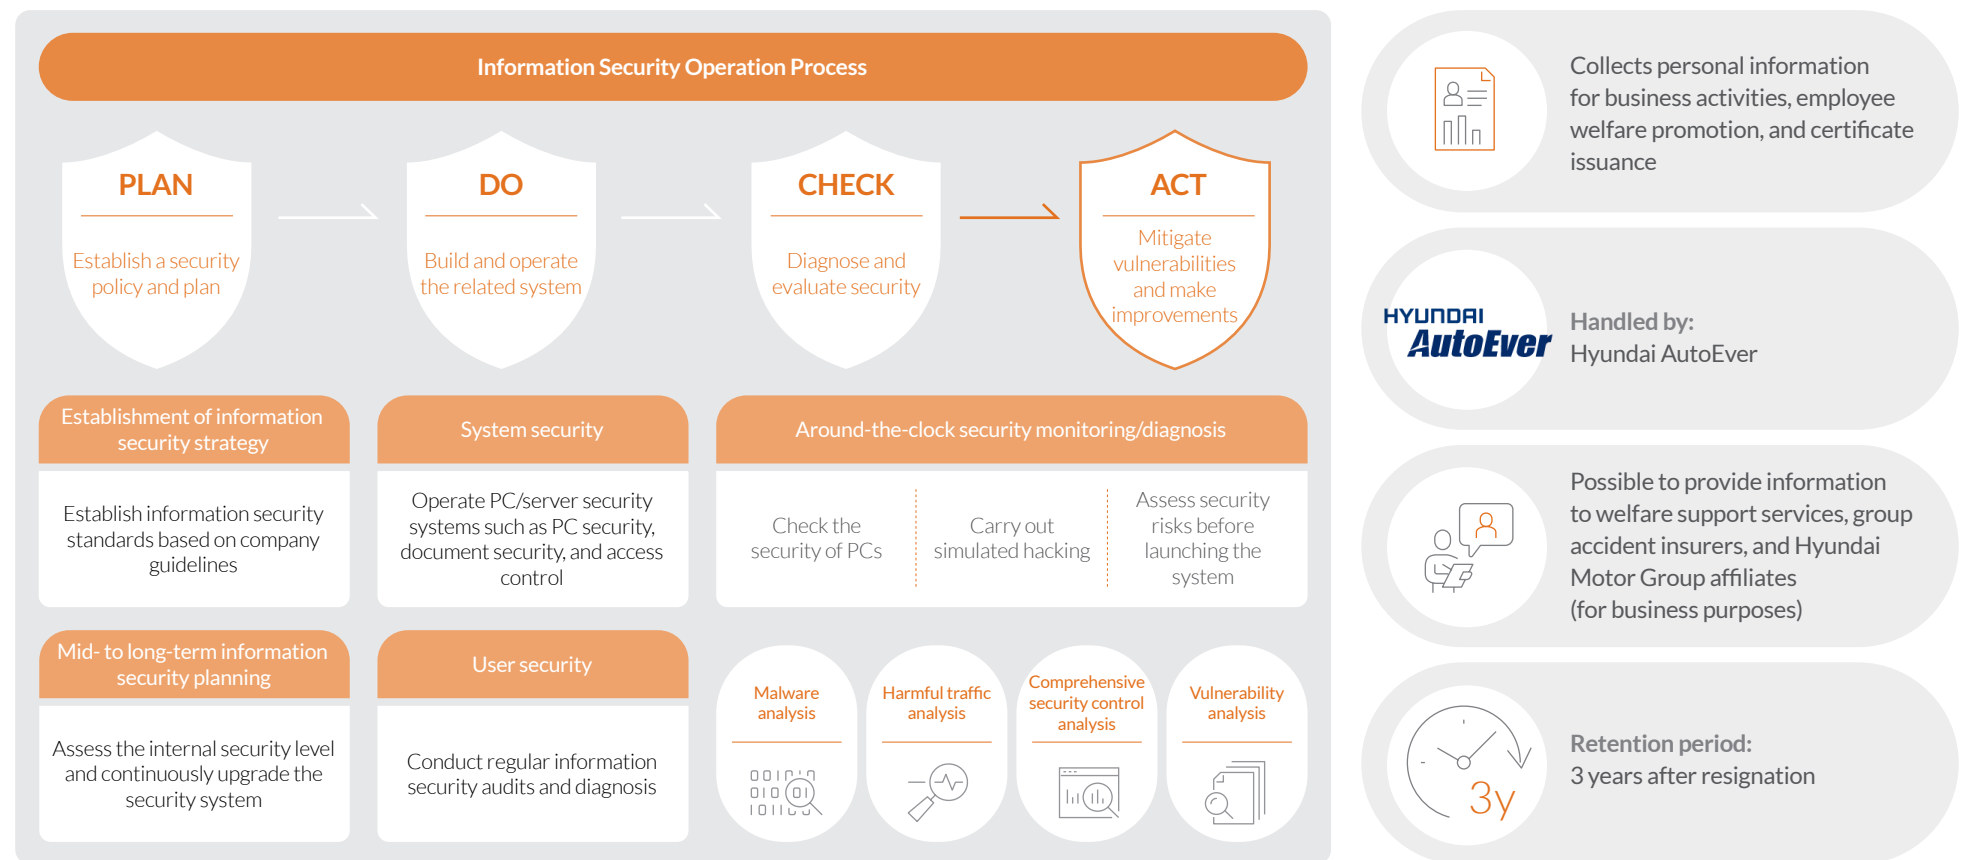 Information Security Operation Process
PLAN
Establish a security
policy and plan
DO
Build and operate
the related system
CHECK
Diagnose and
evaluate security
ACT
Mitigate
vulnerabilities
and make
improvements
Establishment of information
security strategy
Establish information security
standards based on company
guidelines
System security
Operate PC/server security
systems such as PC security,
document security, and access
control
Around-the-clock security monitoring/diagnosis
Check the
security of PCs
Carry out
simulated hacking
Assess security
risks before
launching the
system
Mid- to long-term information
security planning
Assess the internal security level
and continuously upgrade the
security system
User security
Conduct regular information
security audits and diagnosis
Malware
analysis
Harmful traffic
analysis
Comprehensive
security control
analysis
Vulnerability
analysis
Collects personal information
for business activities, employee
welfare promotion, and certificate
issuance
HYUNDAI
AutoEver
Handled by:
Hyundai AutoEver
Possible to provide information
to welfare support services, group
accident insurers, and Hyundai
Motor Group affiliates
(for business purposes)
3y
Retention period:
3 years after resignation